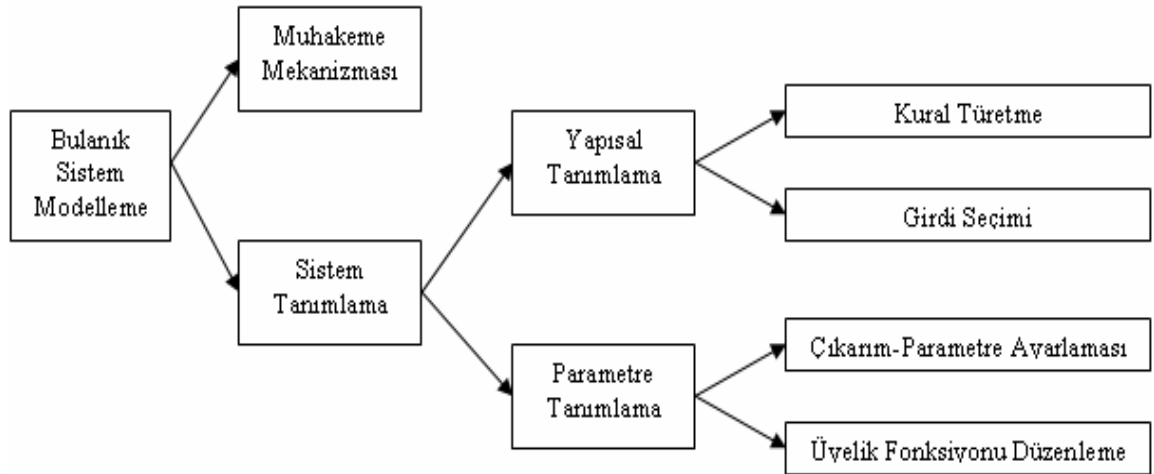 Bulanık
Sistem
Modelleme
Muhakeme
Mekanizması
Sistem
Tanımlama
Yapısal
Tanımlama
Parametre
Tanımlama
Kural Türetme
Girdi Seçimi
Çıkarım-Parametre Ayarlaması
Üyelik Fonksiyonu Düzenleme